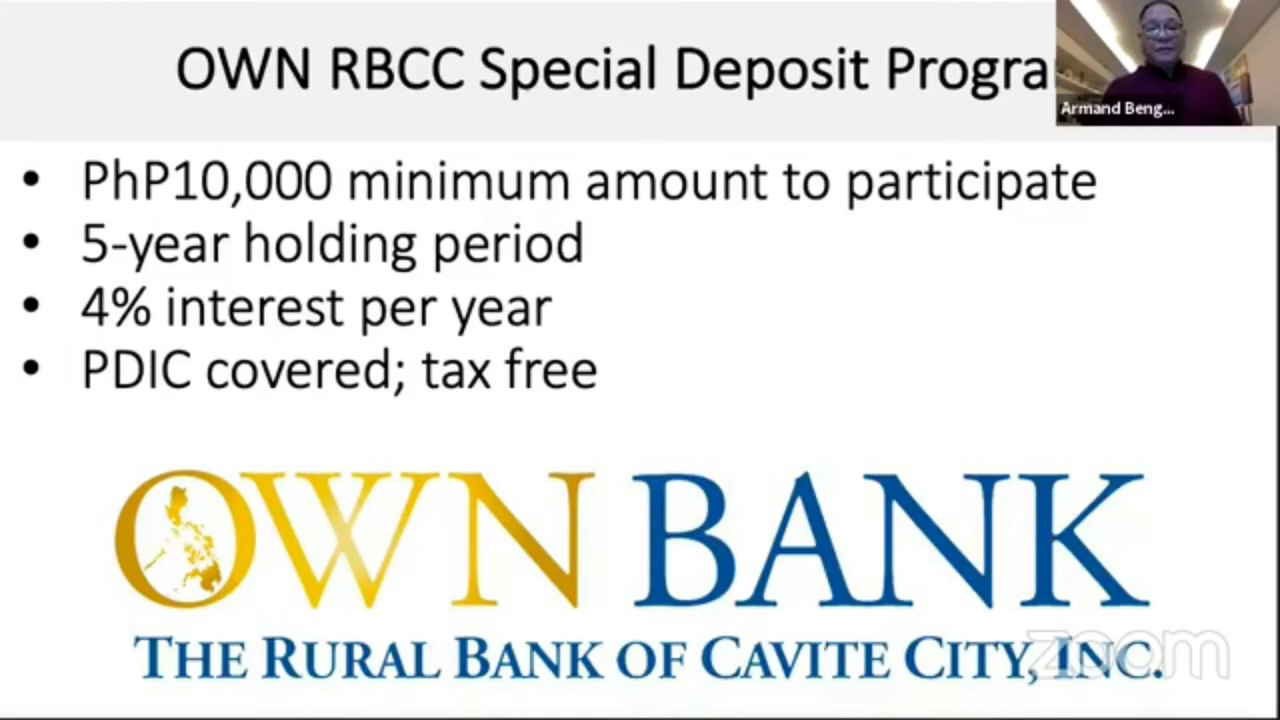 OWN RBCC Special Deposit Progra
Armand Beng...
• PhP10,000 minimum amount to participate
• 5-year holding period
• 4% interest per year
• PDIC covered; tax free
OWN BANK
THE RURAL BANK OF CAVITE CITY, INC.
zoom